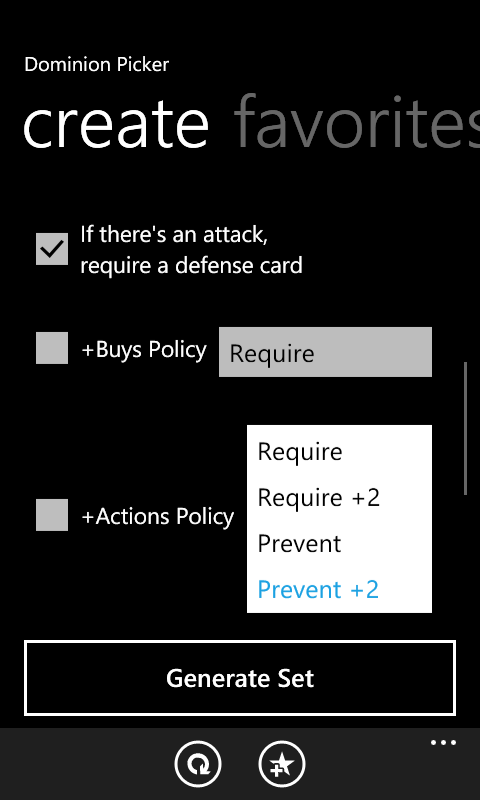 Dominion Picker
create favorites
If there's an attack,
require a defense card
+Buys Policy Require
Require
Require +2
+Actions Policy
Prevent
Prevent +2
Generate Set